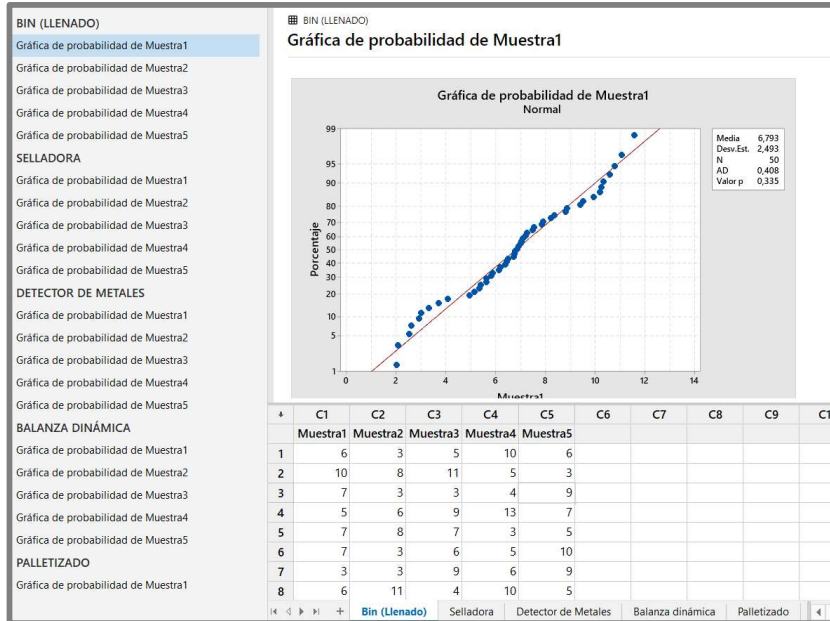 BIN (LLENADO)
Gráfica de probabilidad de Muestra1
Gráfica de probabilidad de Muestra2
Gráfica de probabilidad de Muestra3
Gráfica de probabilidad de Muestra4
Gráfica de probabilidad de Muestra5
SELLADORA
Gráfica de probabilidad de Muestra1
Gráfica de probabilidad de Muestra2
Gráfica de probabilidad de Muestra3
Gráfica de probabilidad de Muestra4
Gráfica de probabilidad de Muestra5
DETECTOR DE METALES
Gráfica de probabilidad de Muestra1
Gráfica de probabilidad de Muestra2
Gráfica de probabilidad de Muestra3
Gráfica de probabilidad de Muestra4
Gráfica de probabilidad de Muestra5
BALANZA DINÁMICA
Gráfica de probabilidad de Muestra1
Gráfica de probabilidad de Muestra2
Gráfica de probabilidad de Muestra3
Gráfica de probabilidad de Muestra4
Gráfica de probabilidad de Muestra5
PALLETIZADO
Gráfica de probabilidad de Muestra1
BIN (LLENADO)
Gráfica de probabilidad de Muestra1
Gráfica de probabilidad de Muestra1
Normal
Media 6,793
Desv.Est. 2,493
N 50
AD 0,408
Valor p 0,335
Porcentaje
99
95
90
80
70
60
50
40
30
20
10
5
1
0 2 4 6 8 10 12 14
Muestra1
C1 C2 C3 C4 C5 C6 C7 C8 C9 C1
Muestra1 Muestra2 Muestra3 Muestra4 Muestra5
1 6 3 5 10 6
2 10 8 11 5 3
3 7 3 3 4 9
4 5 6 9 13 7
5 7 8 7 3 5
6 7 3 6 5 10
7 3 3 9 6 9
8 6 11 4 10 5
Bin (Llenado) Selladora Detector de Metales Balanza dinámica Palletizado